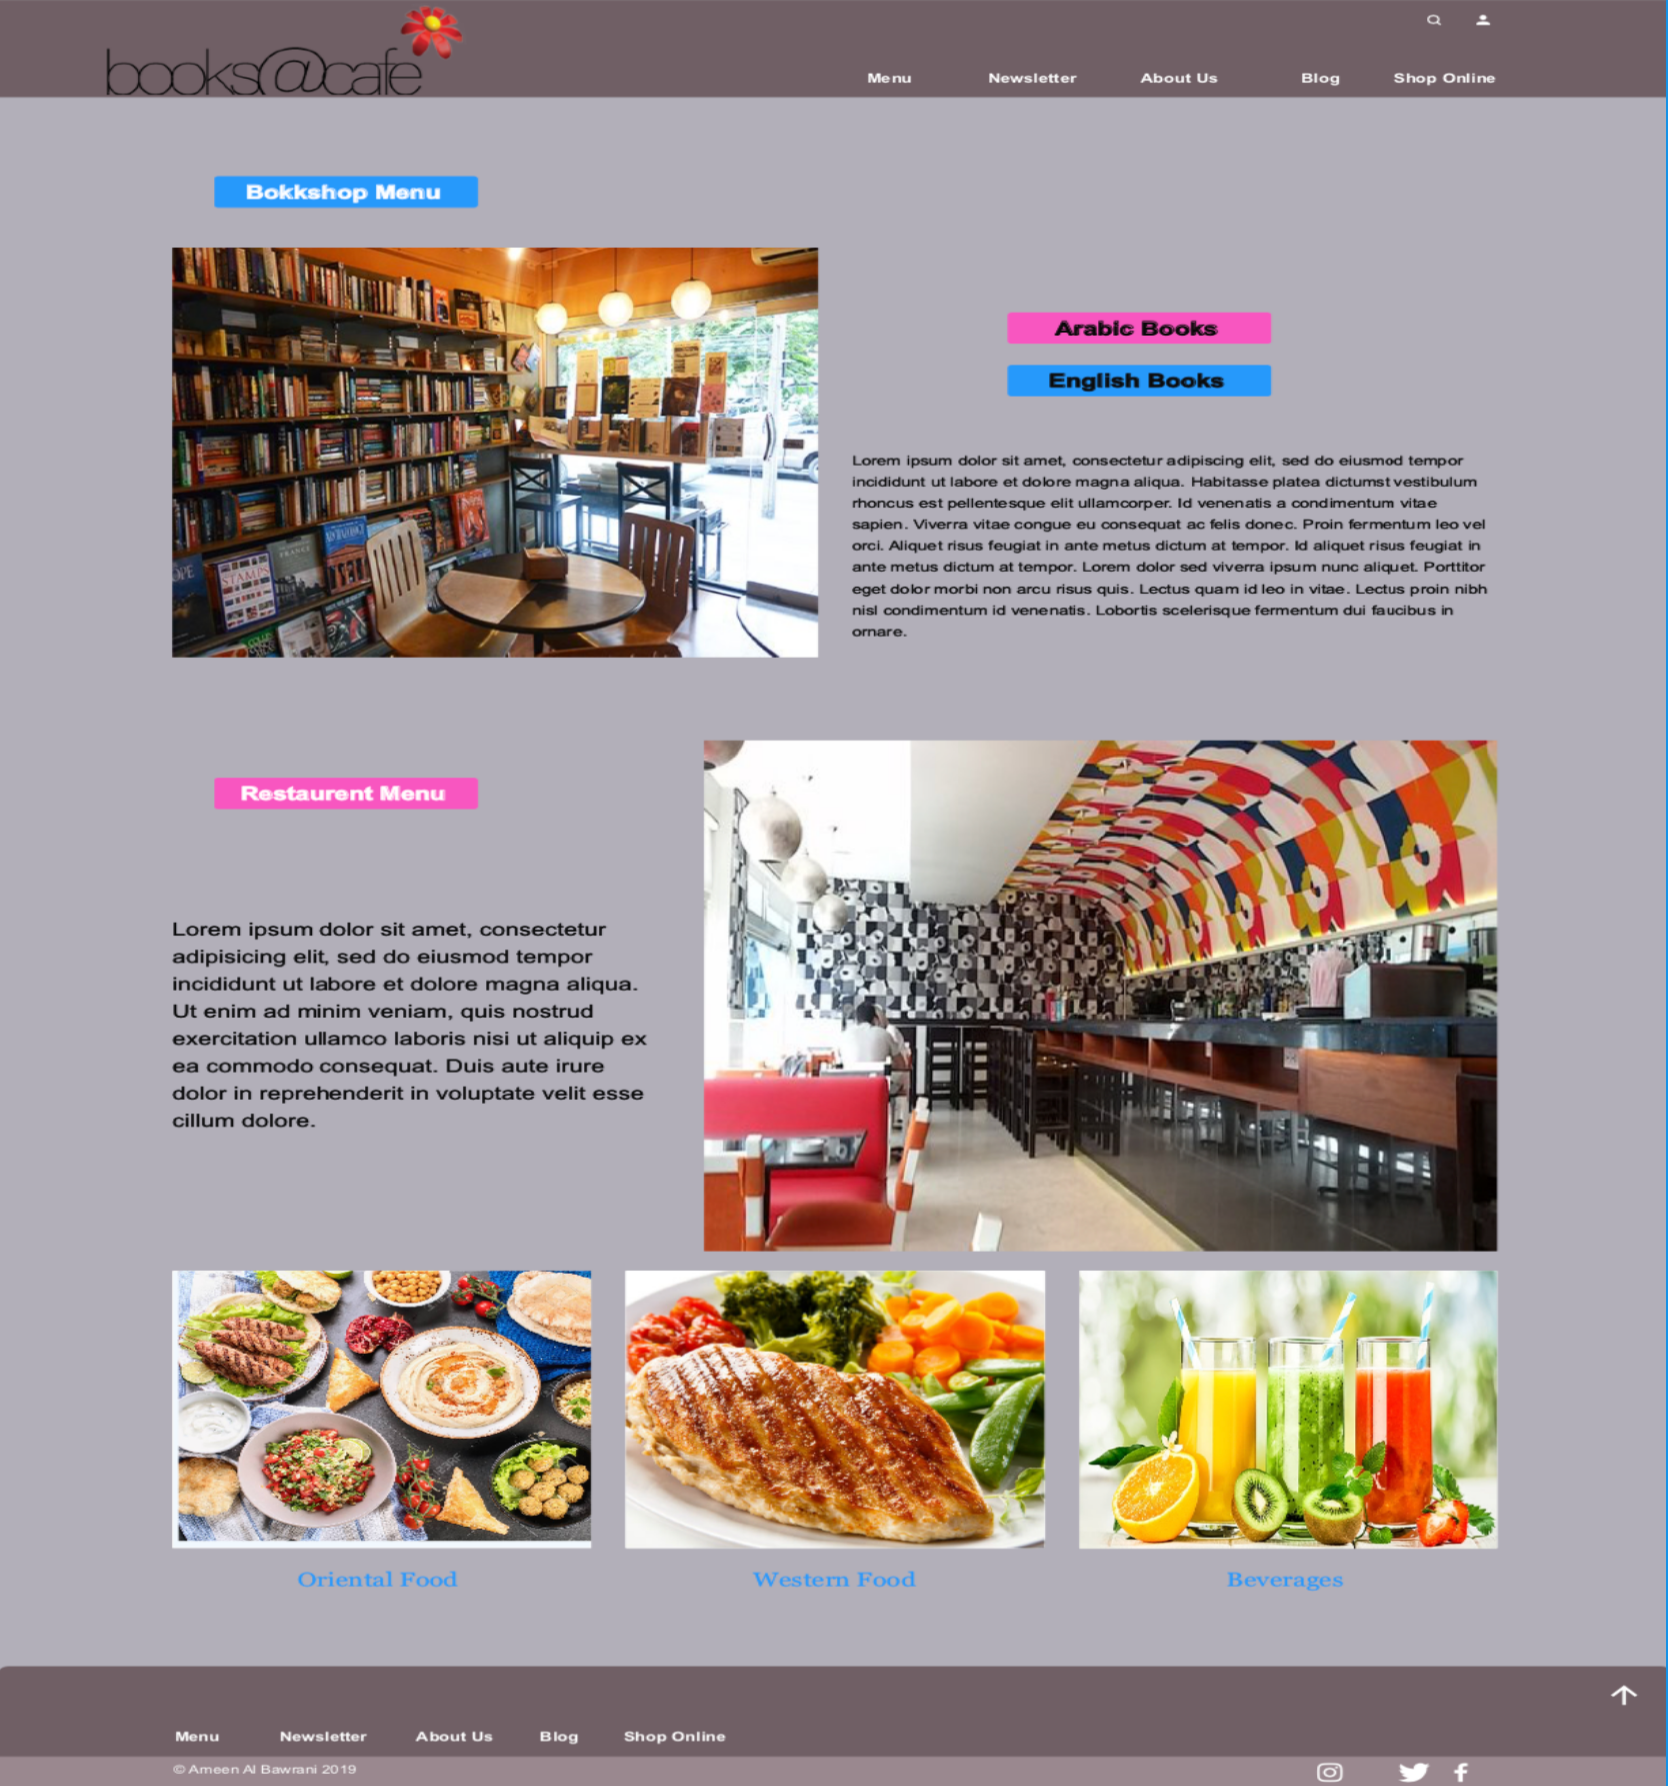 books@cafe
Menu Newsletter About Us Blog Shop Online
Bokkshop Menu
Arabic Books
English Books
Lorem ipsum dolor sit amet, consectetur adipiscing elit, sed do eiusmod tempor
incididunt ut labore et dolore magna aliqua. Habitasse platea dictumst vestibulum
rhoncus est pellentesque elit ullamcorper. Id venenatis a condimentum vitae
sapien. Viverra vitae congue eu consequat ac felis donec. Proin fermentum leo vel
orci. Aliquet risus feugiat in ante metus dictum at tempor. Id aliquet risus feugiat in
ante metus dictum at tempor. Lorem dolor sed viverra ipsum nunc aliquet. Porttitor
eget dolor morbi non arcu risus quis. Lectus quam id leo in vitae. Lectus proin nibh
nisl condimentum id venenatis. Lobortis scelerisque fermentum dui faucibus in
ornare.
STAMPS
FRANCE
Restaurent Menu
Lorem ipsum dolor sit amet, consectetur
adipisicing elit, sed do eiusmod tempor
incididunt ut labore et dolore magna aliqua.
Ut enim ad minim veniam, quis nostrud
exercitation ullamco laboris nisi ut aliquip ex
ea commodo consequat. Duis aute irure
dolor in reprehenderit in voluptate velit esse
cillum dolore.
Oriental Food Western Food Beverages
Menu Newsletter About Us Blog Shop Online
© Ameen Al Bawrani 2019